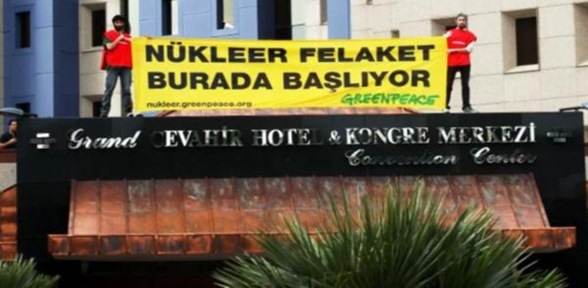 NÜKLEER FELAKET
BURADA BAŞLIYOR
nukleer.greenpeace.org GREENPEACE
Grand CEVAHİR HOTEL & KONGRE MERKEZİ
Convention Center